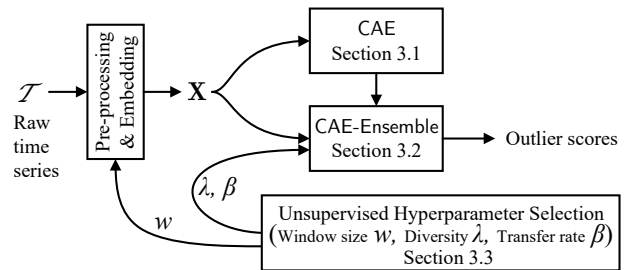 𝒯
Raw
time
series
Pre-processing
& Embedding
X
CAE
Section 3.1
CAE-Ensemble
Section 3.2
Outlier scores
λ, β
w
Unsupervised Hyperparameter Selection
(Window size w, Diversity λ, Transfer rate β)
Section 3.3